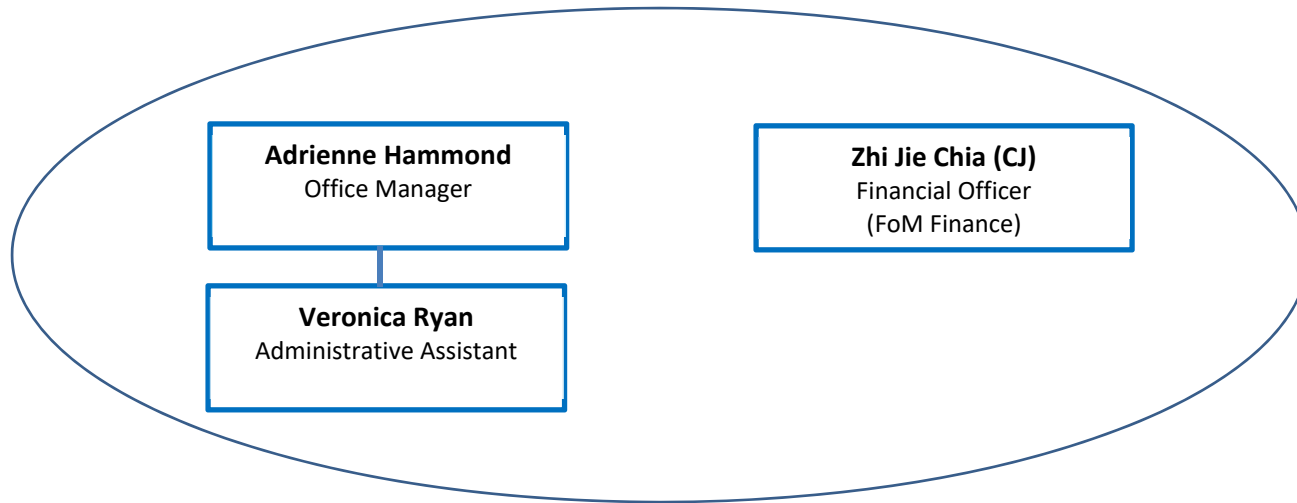 Adrienne Hammond
Office Manager
Veronica Ryan
Administrative Assistant
Zhi Jie Chia (CJ)
Financial Officer
(FoM Finance)